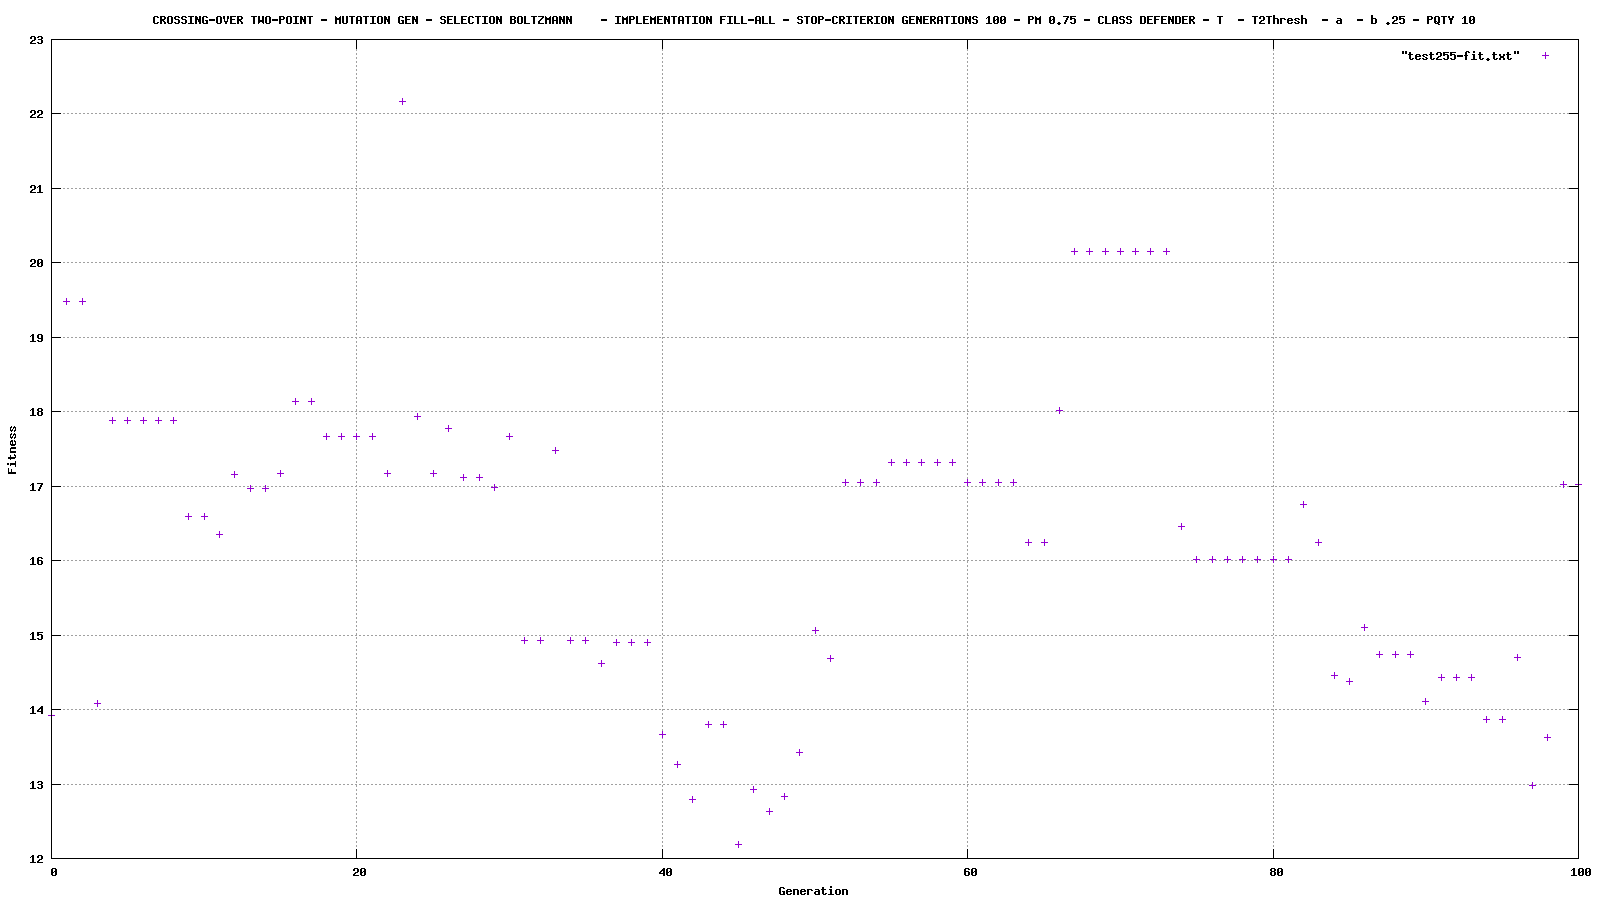 CROSSING-OVER TWO-POINT - MUTATION GEN - SELECTION BOLTZMANN    - IMPLEMENTATION FILL-ALL - STOP-CRITERION GENERATIONS 100 - PM 0.75 - CLASS DEFENDER - T  - T2Thresh  - a  - b .25 - PQTY 10
"test255-fit.txt"
23
22
21
20
19
18
17
16
15
14
13
12
Fitness
0 20 40 60 80 100
Generation